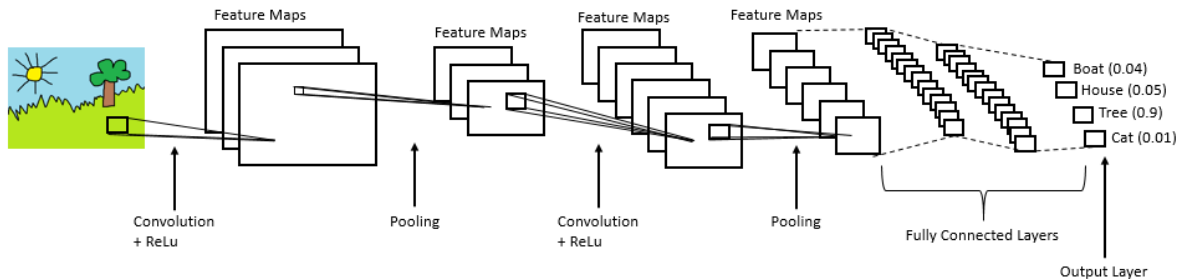 Feature Maps
Feature Maps
Feature Maps
Feature Maps
Boat (0.04)
House (0.05)
Tree (0.9)
Cat (0.01)
Convolution
+ ReLu
Pooling
Convolution
+ ReLu
Pooling
Fully Connected Layers
Output Layer